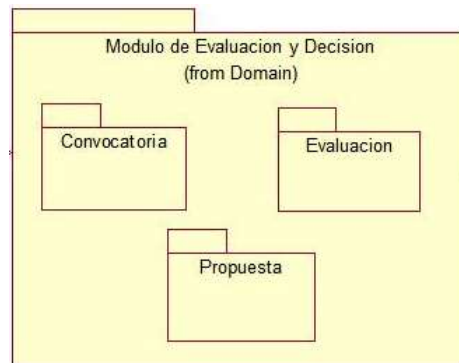 Modulo de Evaluacion y Decision
(from Domain)
Convocatoria
Evaluacion
Propuesta